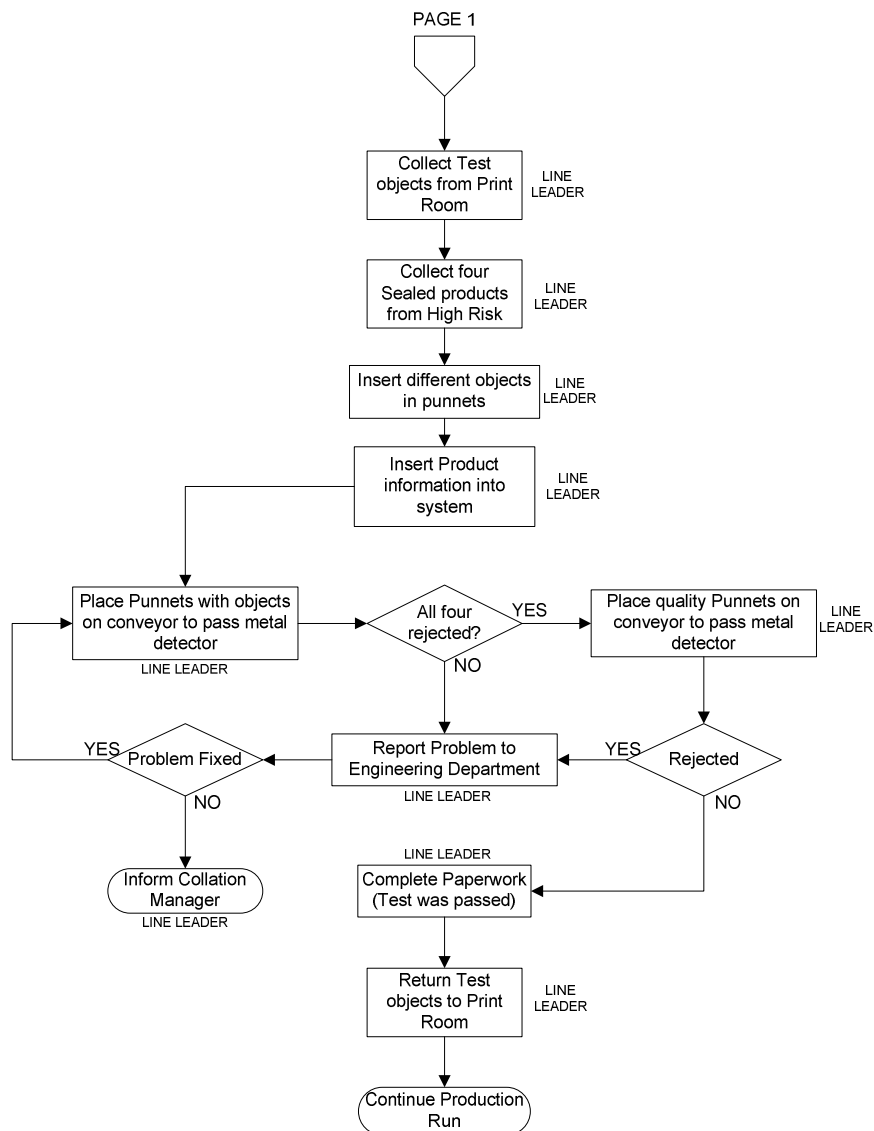 PAGE 1
Collect Test
objects from Print
Room
LINE
LEADER
Collect four
Sealed products
from High Risk
LINE
LEADER
Insert different objects
in punnets
LINE
LEADER
Insert Product
information into
system
LINE
LEADER
Place Punnets with objects
on conveyor to pass metal
detector
LINE LEADER
All four
rejected?
YES
NO
Place quality Punnets on
conveyor to pass metal
detector
LINE
LEADER
Rejected
YES
NO
Report Problem to
Engineering Department
LINE LEADER
Problem Fixed
YES
NO
Inform Collation
Manager
LINE LEADER
LINE LEADER
Complete Paperwork
(Test was passed)
Return Test
objects to Print
Room
LINE
LEADER
Continue Production
Run